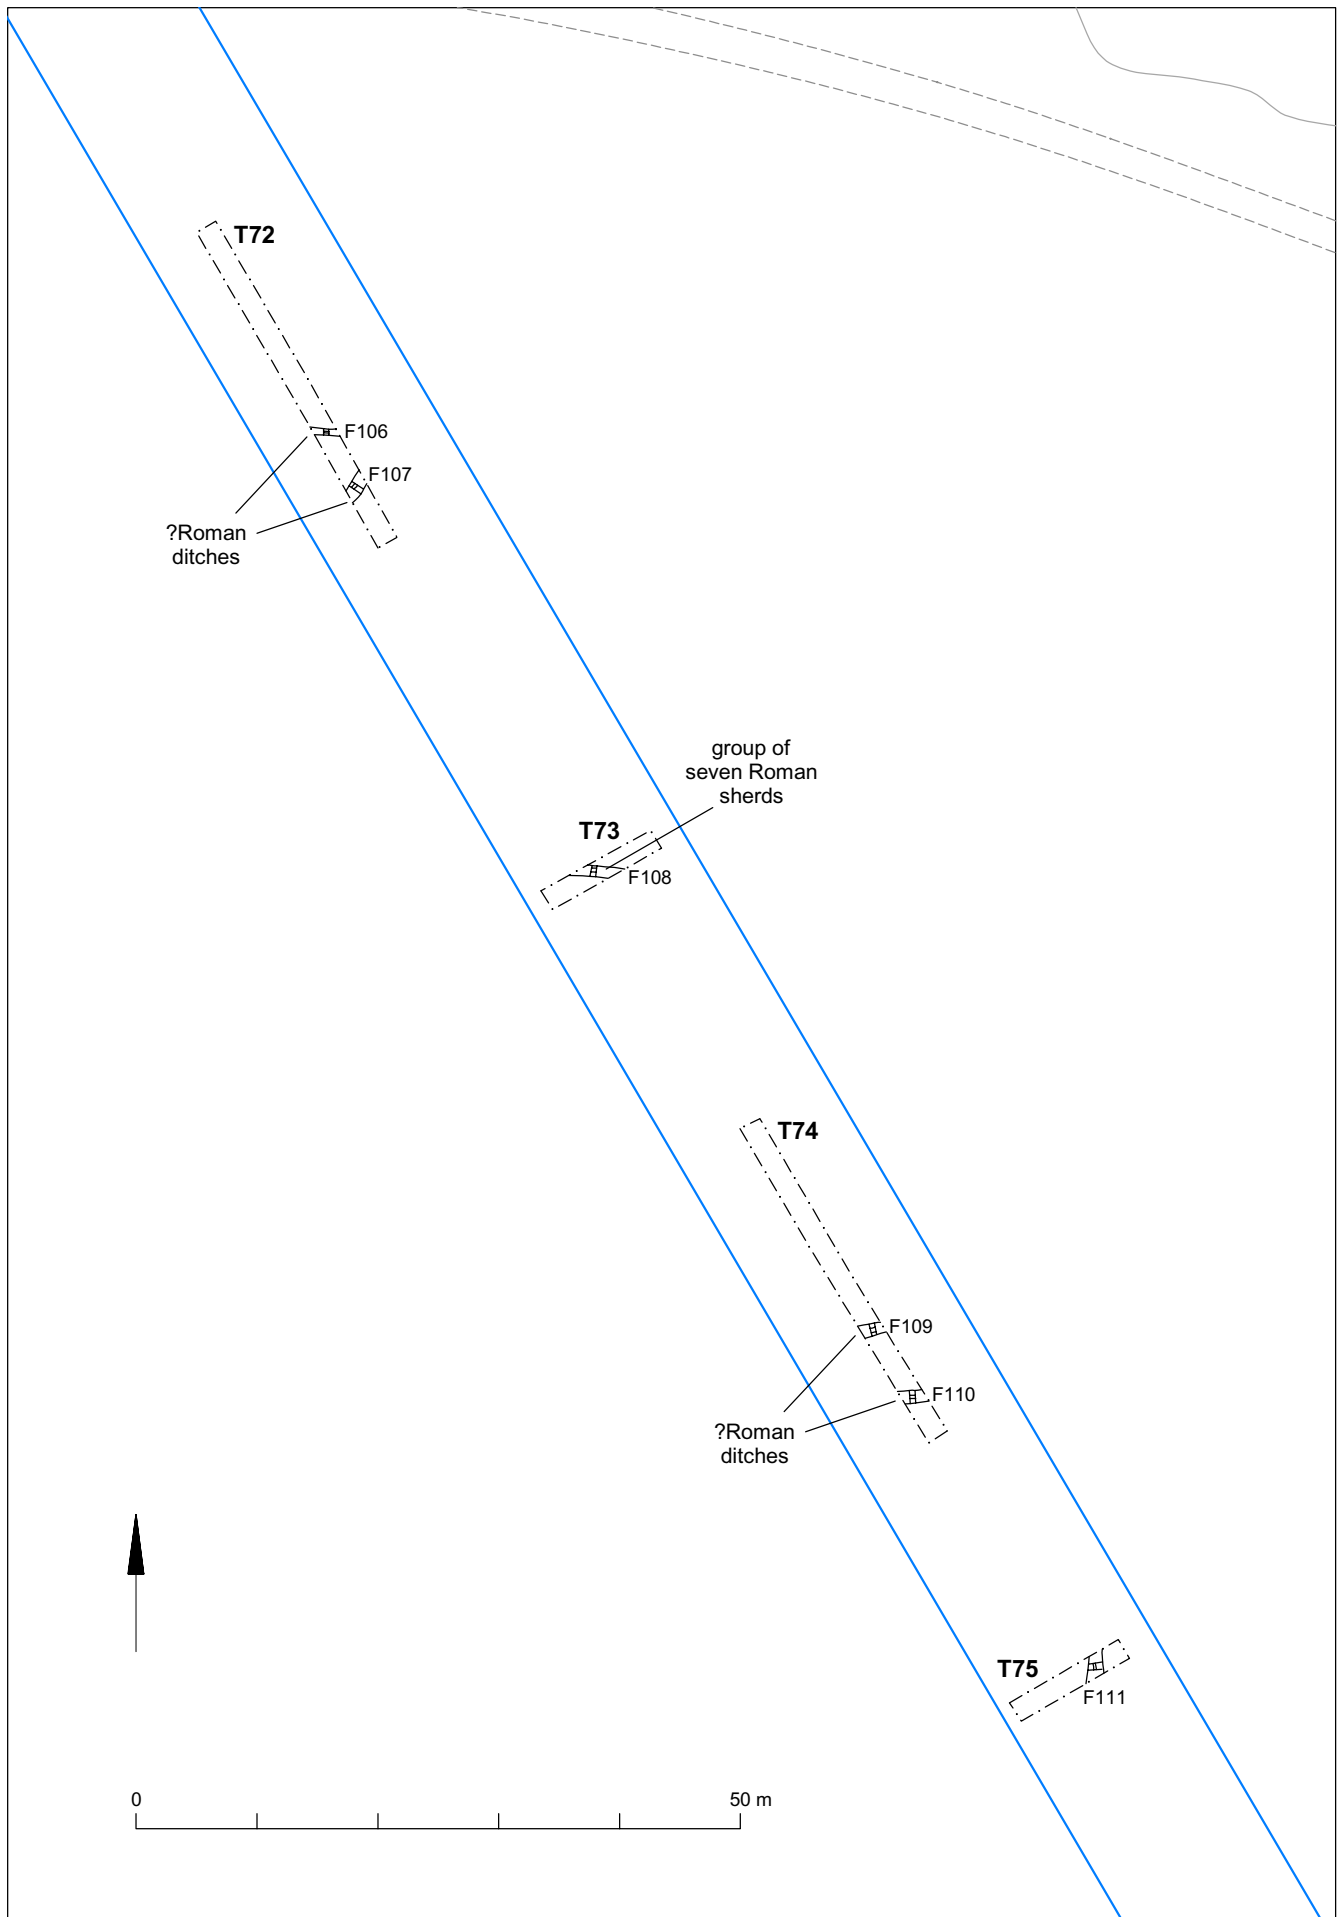 T72
F106
F107
?Roman
ditches
group of
seven Roman
sherds
T73
F108
T74
F109
F110
?Roman
ditches
T75
F111
0
50 m